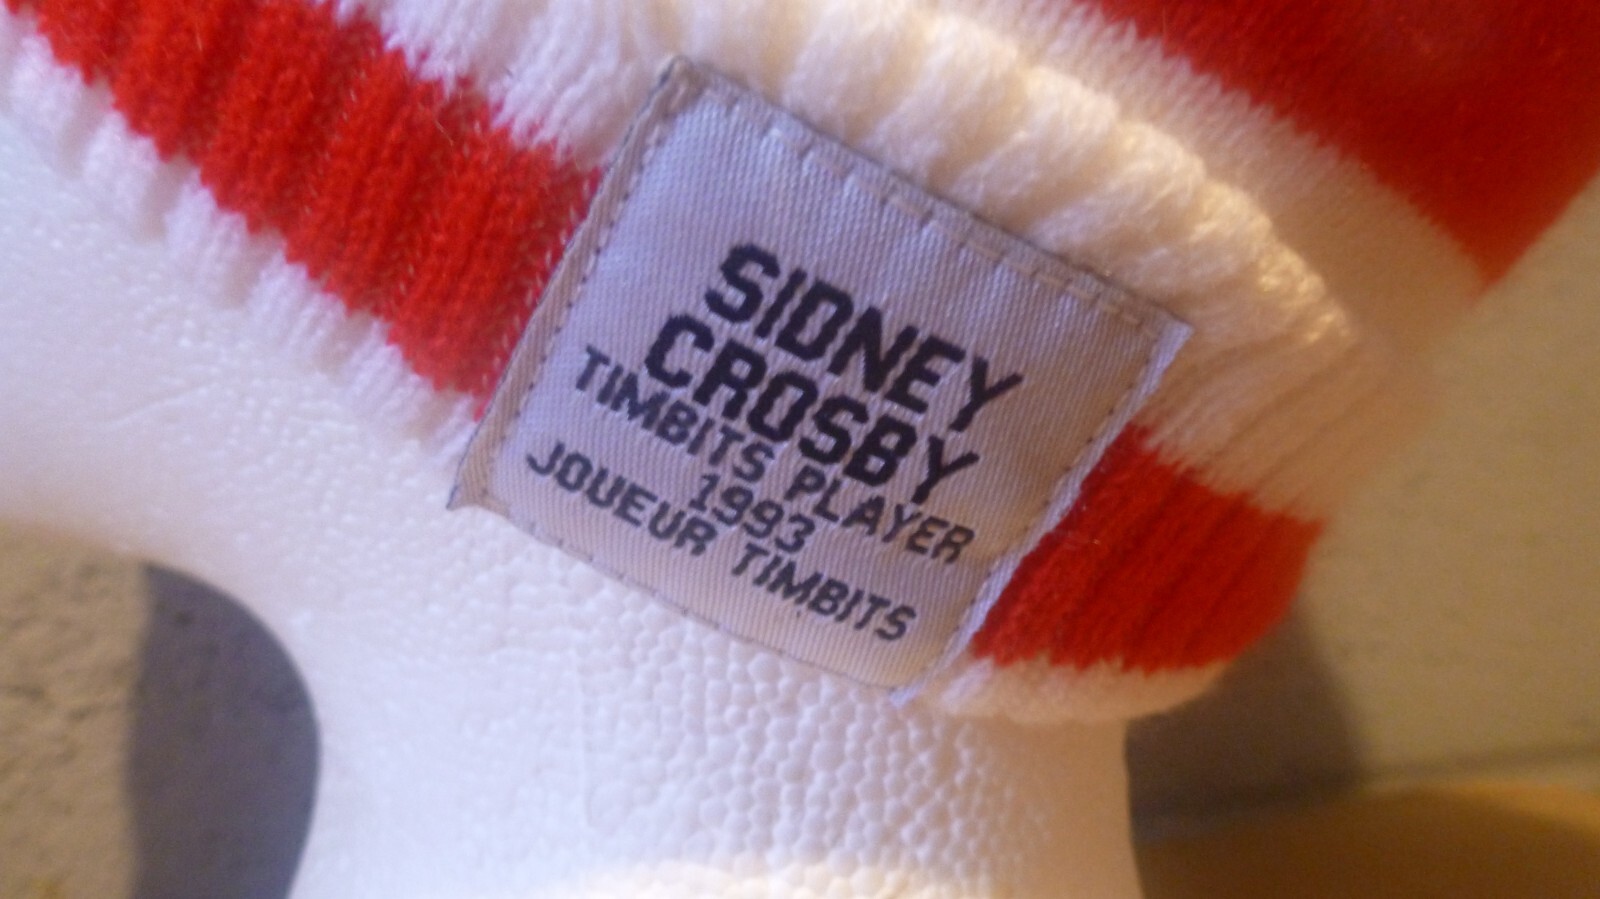 SIDNEY
CROSBY
TIMBITS PLAYER
1993
JOUEUR TIMBITS